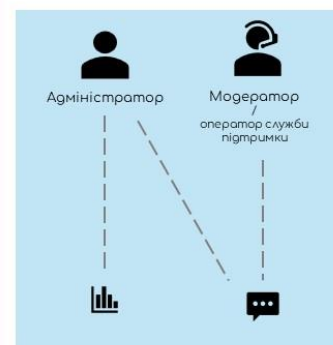 Адміністратор
Модератор
/
оператор служби
підтримки